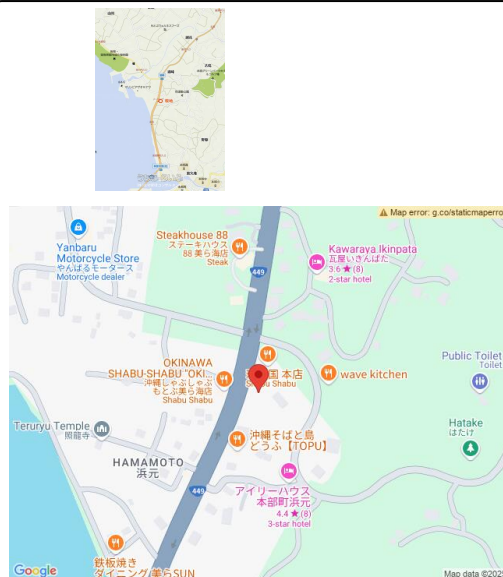 Map error: g.co/staticmaperro
Steakhouse 88
ステーキハウス
88 美ら海店
Steak
Yanbaru
Motorcycle Store
やんばるモータース
Motorcycle dealer
Kawaraya Ikinpata
瓦屋いきんばた
3.6 ★ (8)
2-star hotel
449
OKINAWA
SHABU-SHABU "OKI...
沖縄しゃぶしゃぶ
もとぶ美ら海店
Shabu Shabu
国 本店
Shabu
wave kitchen
Public Toilet
Toilet
Teruryu Temple
照龍寺
沖縄そばと島
どうふ【TOPU】
Hatake
はたけ
HAMAMOTO
浜元
449
アイリーハウス
本部町浜元
4.4 ★ (8)
3-star hotel
鉄板焼き
ダイニング 美らSUN
Google
Map data ©202